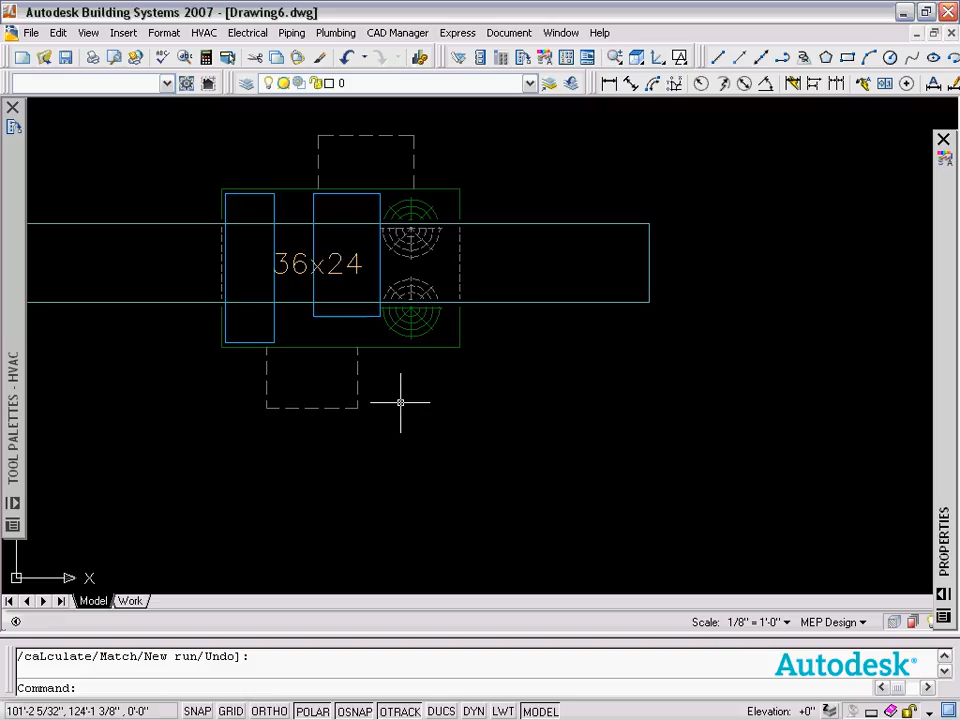 Autodesk Building Systems 2007 - [Drawing6.dwg]
File Edit View Insert Format HVAC Electrical Piping Plumbing CAD Manager Express Document Window Help
0
36x24
TOOL PALETTES - HVAC
PROPERTIES
X
Model Work
Scale: 1/8" = 1'-0" MEP Design
/caLculate/Match/New run/Undo]:
Autodesk®
Command:
101'-2 5/32", 124'-1 3/8" , 0'-0" SNAP GRID ORTHO POLAR OSNAP OTRACK DUCS DYN LWT MODEL Elevation: +0"